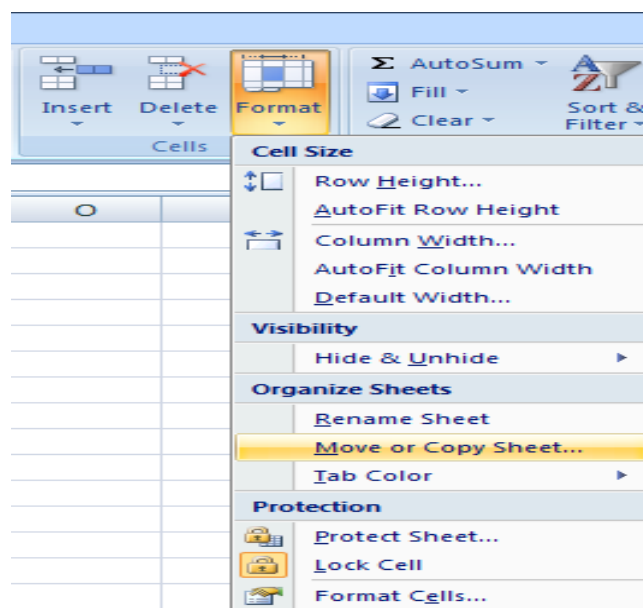 Insert Delete Format
Σ AutoSum
Fill
Clear
Sort &
Filter
Cells
O
Cell Size
Row Height...
AutoFit Row Height
Column Width...
AutoFit Column Width
Default Width...
Visibility
Hide & Unhide
Organize Sheets
Rename Sheet
Move or Copy Sheet...
Tab Color
Protection
Protect Sheet...
Lock Cell
Format Cells...